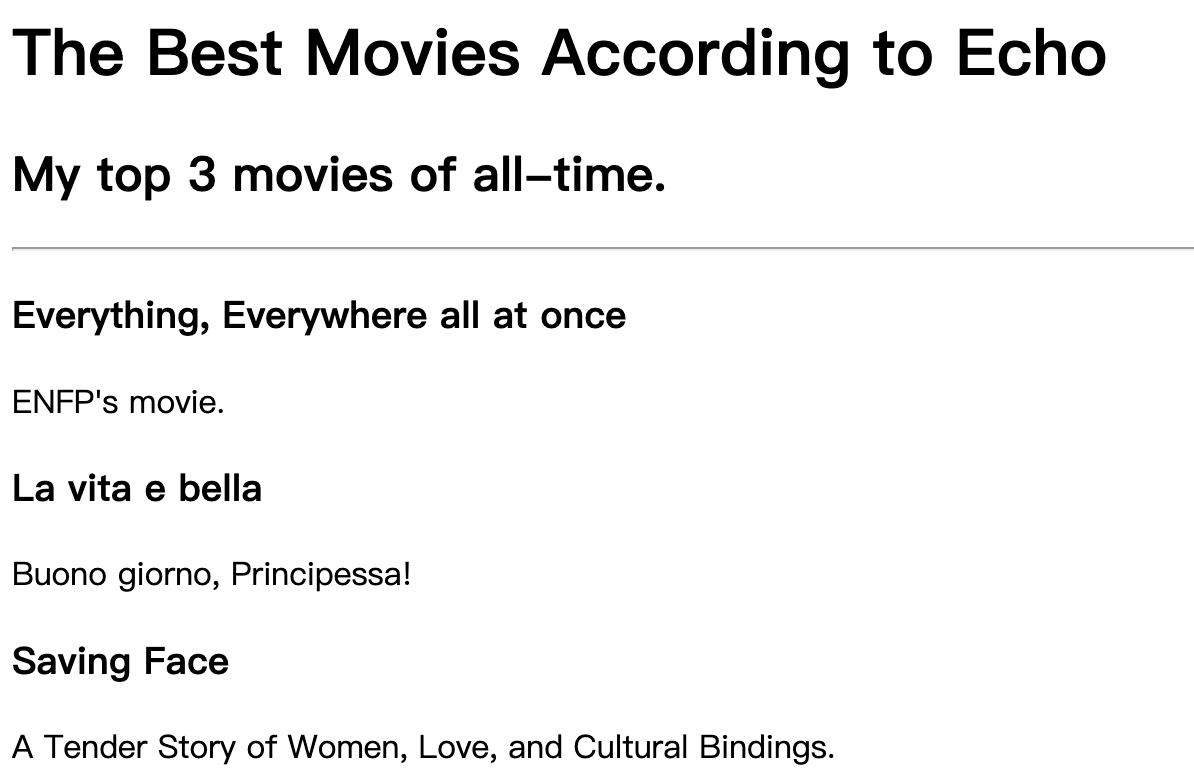 The Best Movies According to Echo
My top 3 movies of all-time.
Everything, Everywhere all at once
ENFP's movie.
La vita e bella
Buono giorno, Principessa!
Saving Face
A Tender Story of Women, Love, and Cultural Bindings.